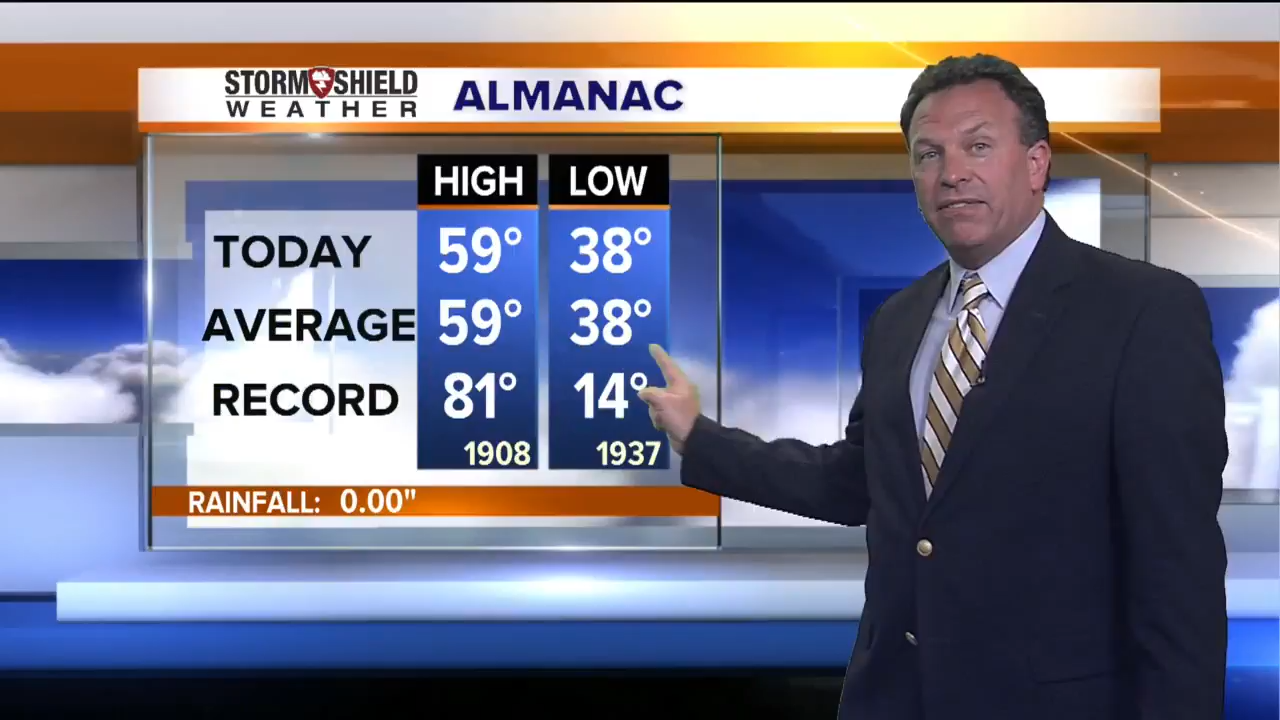 STORM SHIELD
WEATHER
ALMANAC
HIGH LOW
TODAY 59° 38°
AVERAGE 59° 38°
RECORD 81° 14°
1908 1937
RAINFALL: 0.00"